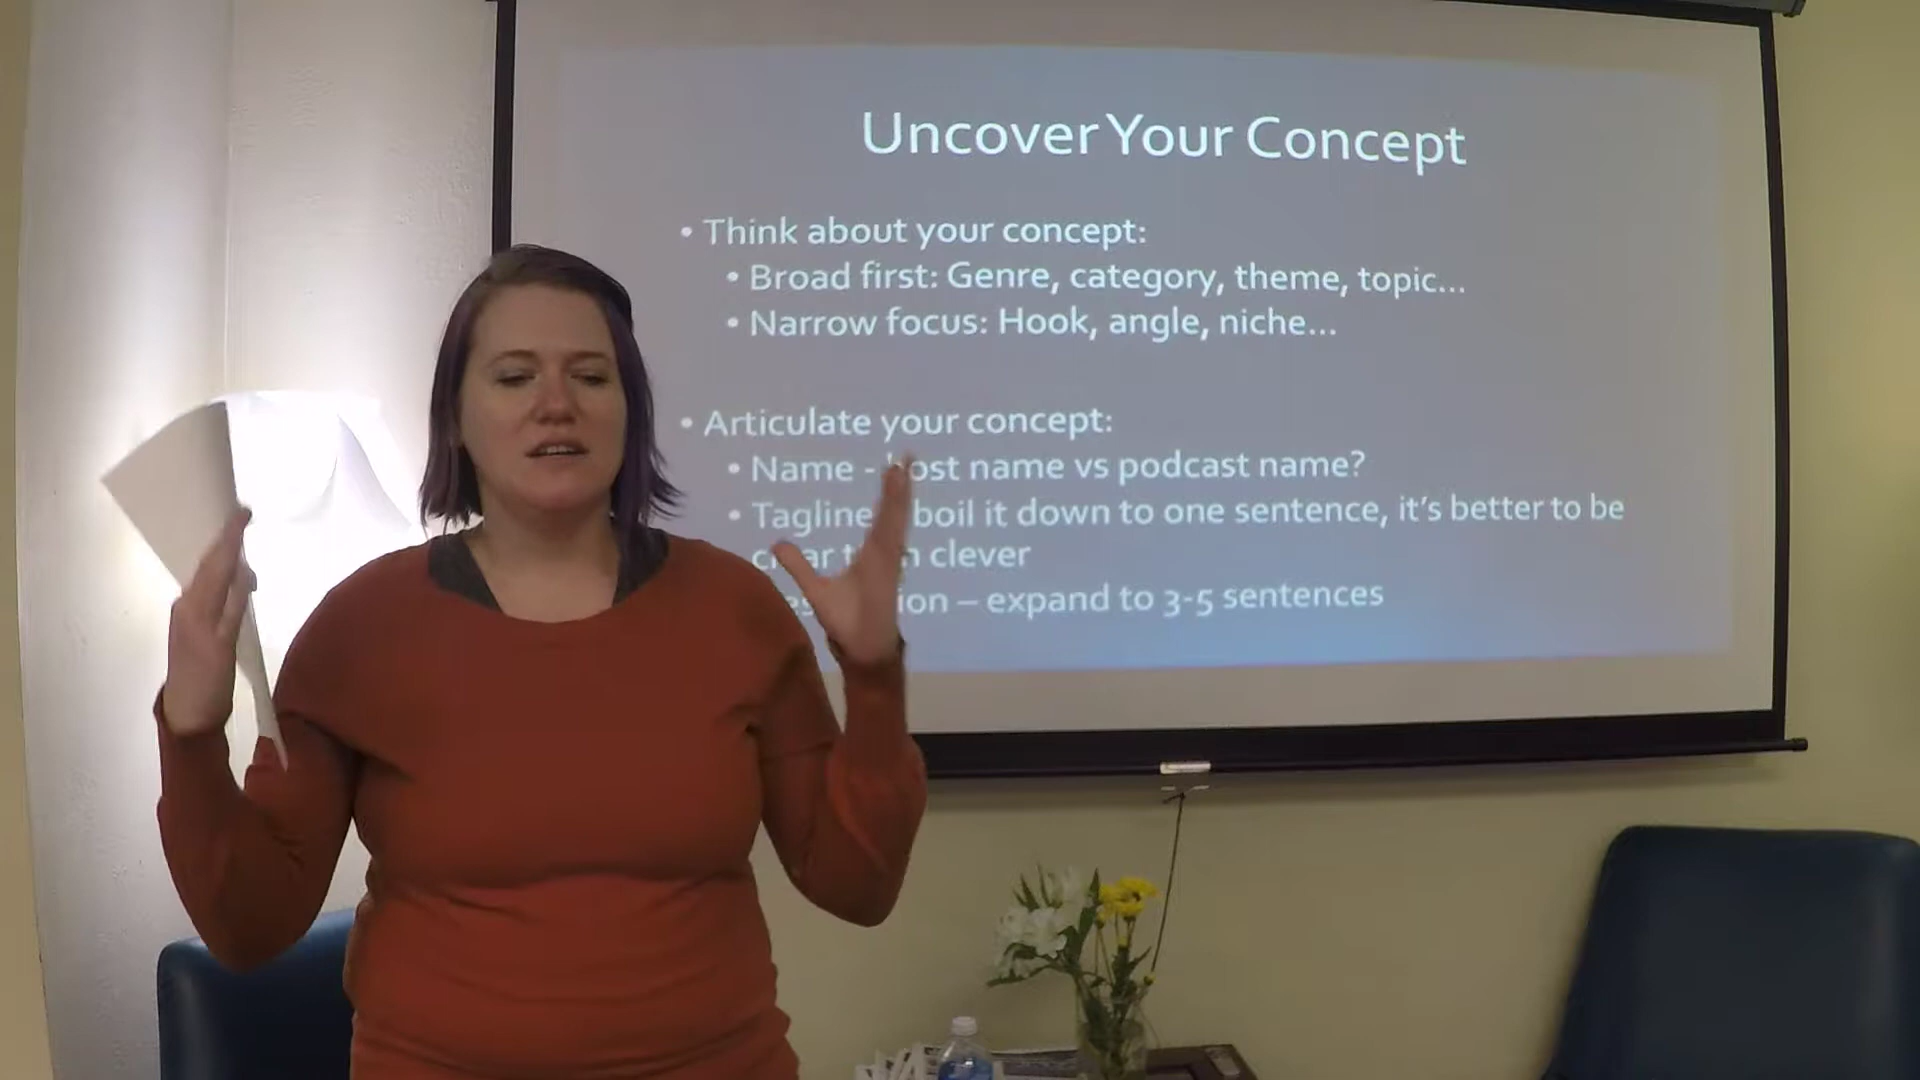 Uncover Your Concept
• Think about your concept:
• Broad first: Genre, category, theme, topic...
• Narrow focus: Hook, angle, niche...
• Articulate your concept:
• Name - host name vs podcast name?
• Tagline boil it down to one sentence, it's better to be
clear than clever
– expand to 3-5 sentences